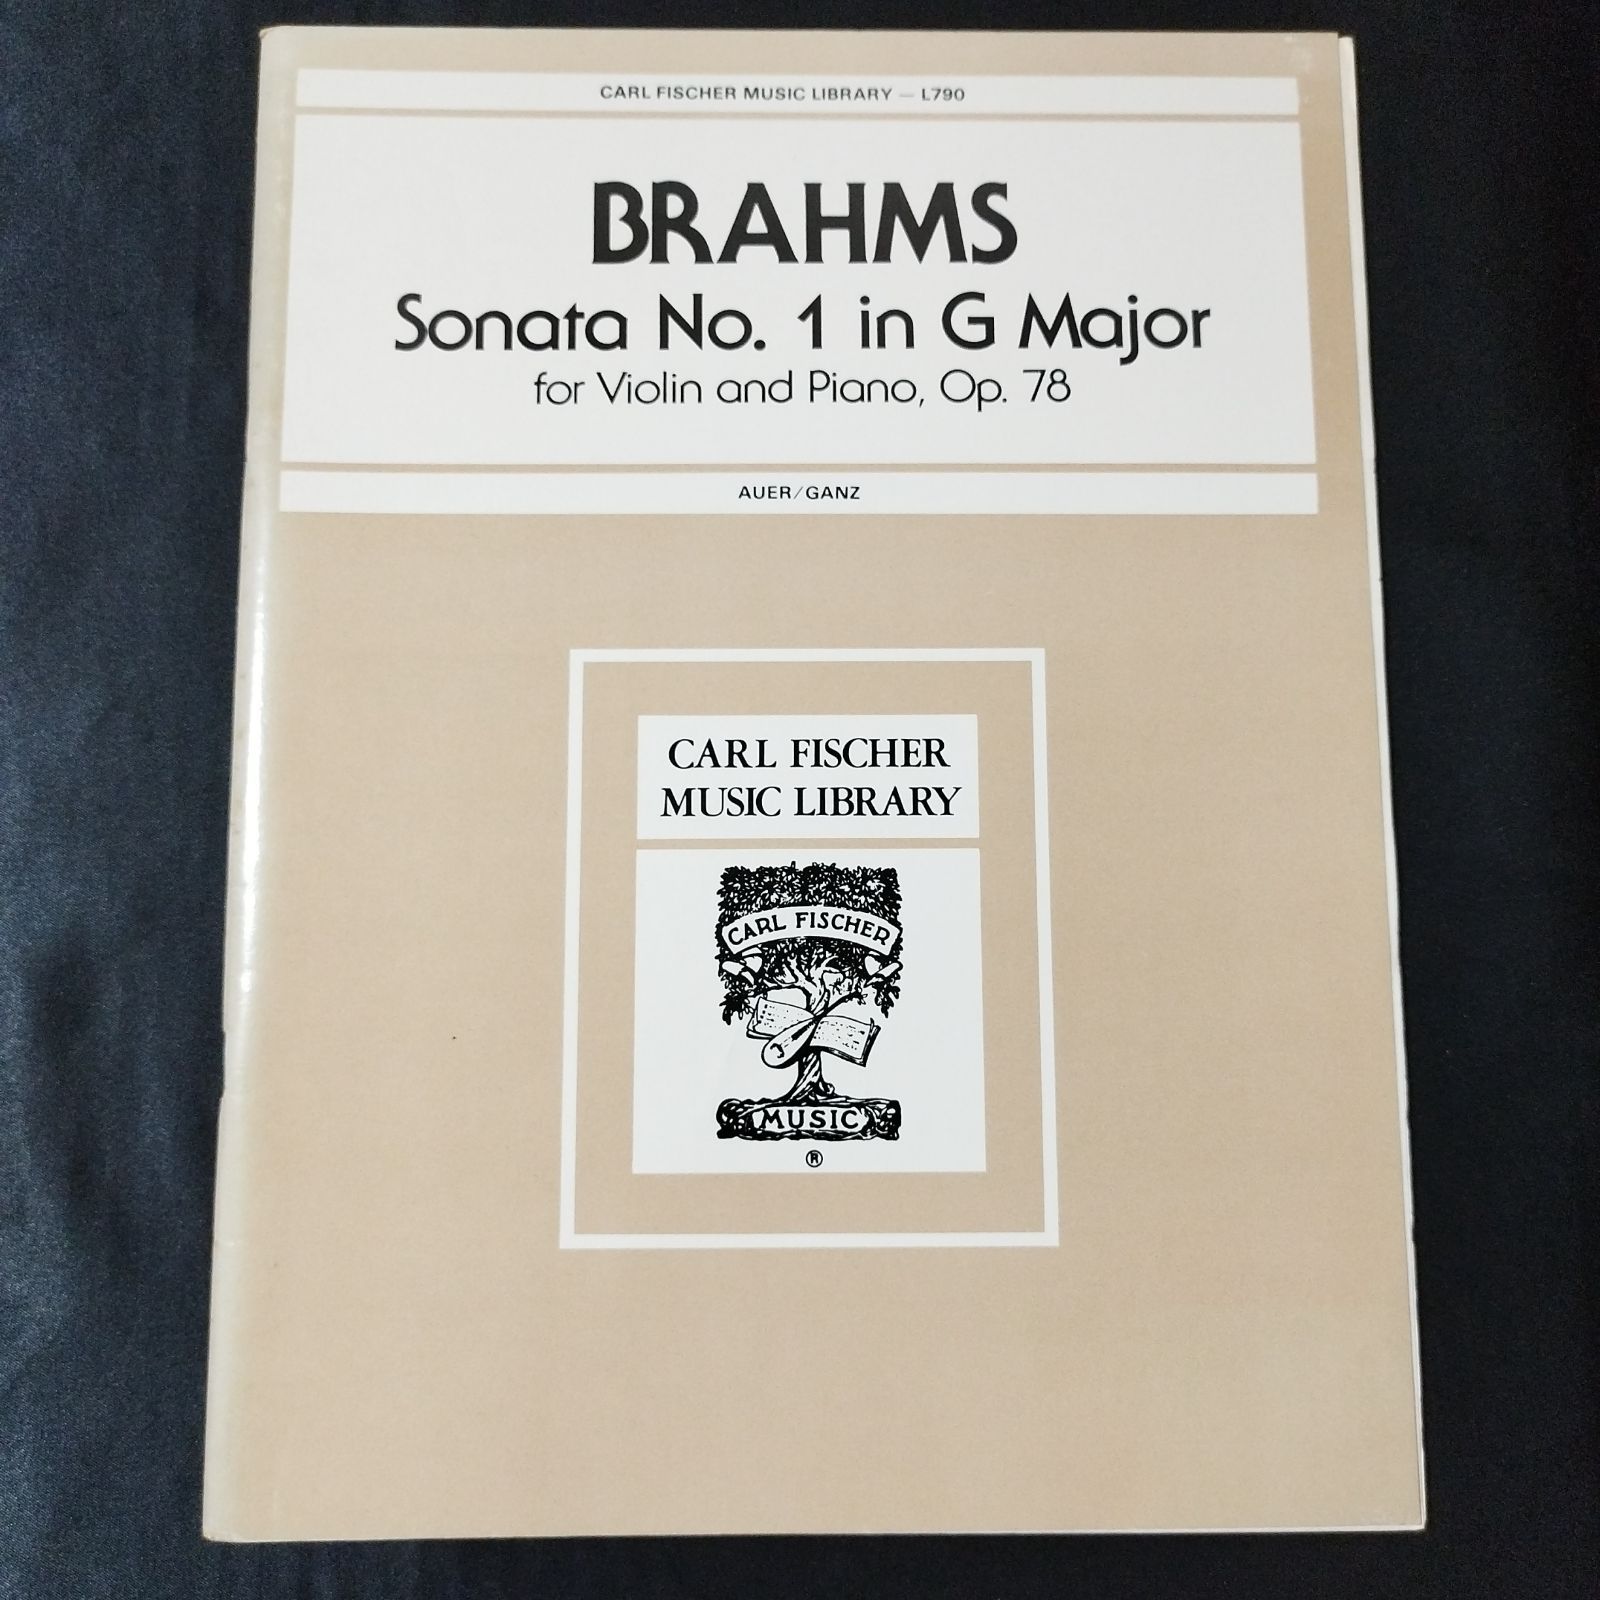 CARL FISCHER MUSIC LIBRARY — L790
BRAHMS
Sonata No. 1 in G Major
for Violin and Piano, Op. 78
AUER/GANZ
CARL FISCHER
MUSIC LIBRARY
CARL FISCHER
MUSIC
®